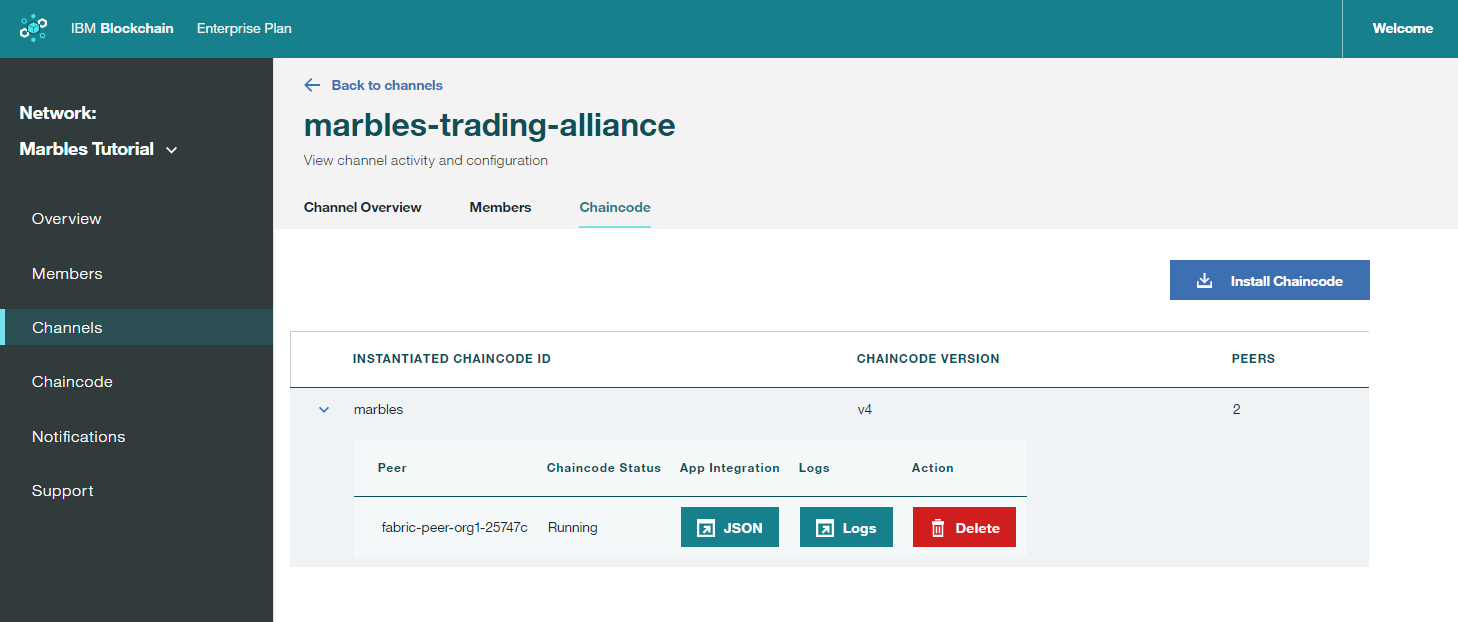 IBM Blockchain Enterprise Plan Welcome
Network:
Marbles Tutorial
Overview
Members
Channels
Chaincode
Notifications
Support
Back to channels
marbles-trading-alliance
View channel activity and configuration
Channel Overview Members Chaincode
Install Chaincode
INSTANTIATED CHAINCODE ID CHAINCODE VERSION PEERS
marbles v4 2
Peer Chaincode Status App Integration Logs Action
fabric-peer-org1-25747c Running JSON Logs Delete